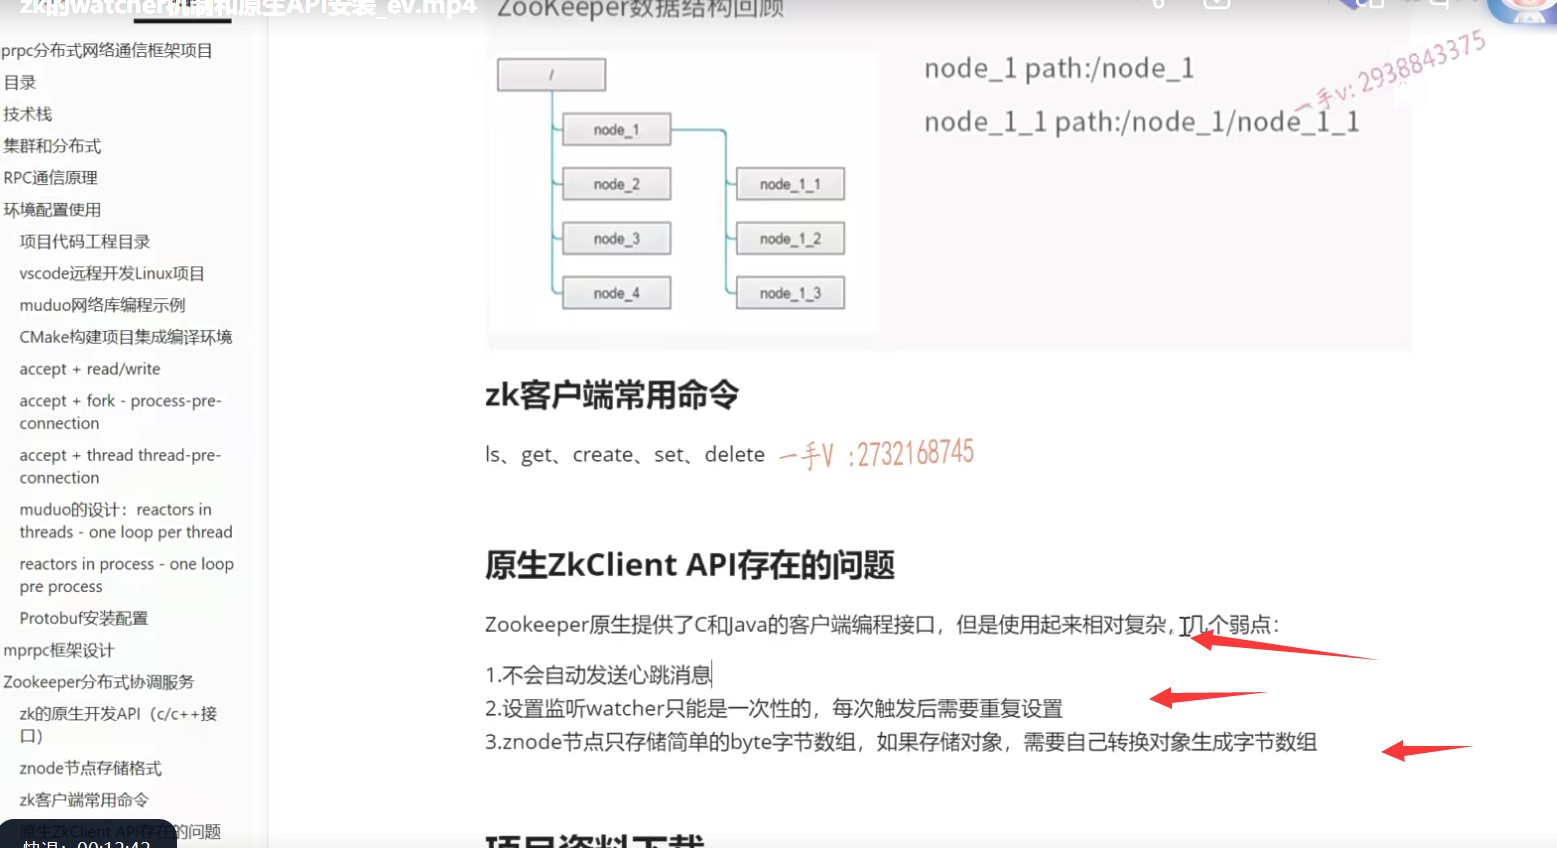 zk的watcher机制和原生API安装_ev.mp4
ZooKeeper数据结构回顾
prpc分布式网络通信框架项目
目录
技术栈
集群和分布式
RPC通信原理
环境配置使用
项目代码工程目录
vscode远程开发Linux项目
muduo网络库编程示例
CMake构建项目集成编译环境
accept + read/write
accept + fork - process-pre-
connection
accept + thread thread-pre-
connection
muduo的设计：reactors in
threads - one loop per thread
reactors in process - one loop
pre process
Protobuf安装配置
mprpc框架设计
Zookeeper分布式协调服务
zk的原生开发API（c/c++接
口）
znode节点存储格式
zk客户端常用命令
原生ZkClient API存在的问题
快退：00:12:42
/
node_1
node_2
node_3
node_4
node_1_1
node_1_2
node_1_3
node_1 path:/node_1
node_1_1 path:/node_1/node_1_1
一手v: 2938843375
zk客户端常用命令
ls、get、create、set、delete
一手V :2732168745
原生ZkClient API存在的问题
Zookeeper原生提供了C和Java的客户端编程接口，但是使用起来相对复杂，几个弱点：
1.不会自动发送心跳消息
2.设置监听watcher只能是一次性的，每次触发后需要重复设置
3.znode节点只存储简单的byte字节数组，如果存储对象，需要自己转换对象生成字节数组
项目资料下载